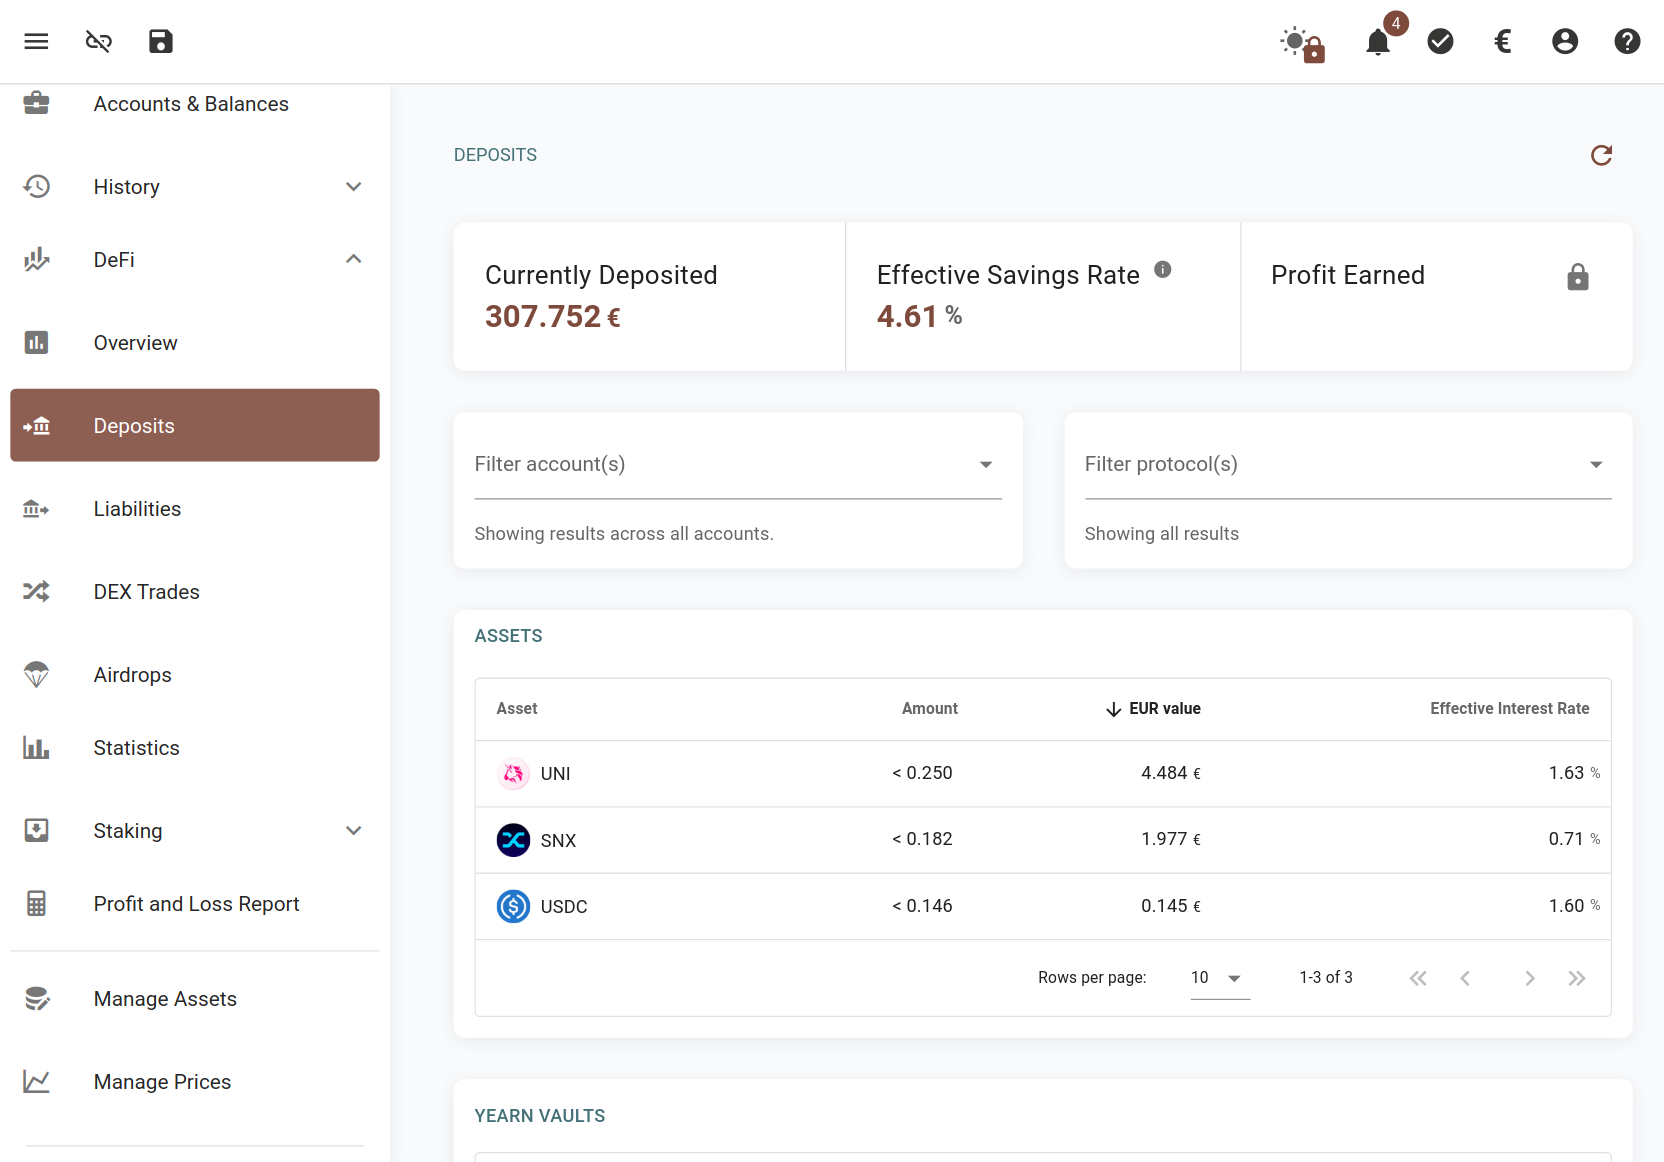 4
€
Accounts & Balances
History
DeFi
Overview
Deposits
Liabilities
DEX Trades
Airdrops
Statistics
Staking
Profit and Loss Report
Manage Assets
Manage Prices
DEPOSITS
Currently Deposited
307.752 €
Effective Savings Rate
4.61 %
Profit Earned
Filter account(s)
Showing results across all accounts.
Filter protocol(s)
Showing all results
ASSETS
Asset Amount EUR value Effective Interest Rate
UNI < 0.250 4.484 € 1.63 %
SNX < 0.182 1.977 € 0.71 %
USDC < 0.146 0.145 € 1.60 %
Rows per page: 10 1-3 of 3
YEARN VAULTS